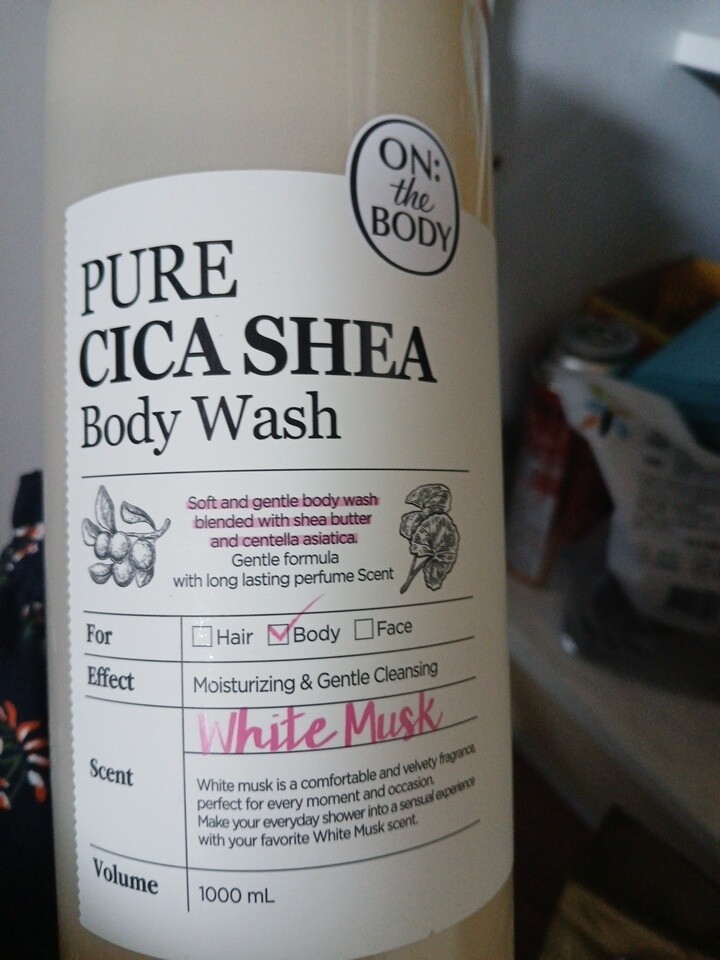 ON:
the
BODY
PURE
CICA SHEA
Body Wash
Soft and gentle body wash
blended with shea butter
and centella asiatica.
Gentle formula
with long lasting perfume Scent
For
Hair Body Face
Effect
Moisturizing & Gentle Cleansing
Scent
White Musk
White musk is a comfortable and velvety fragrance,
perfect for every moment and occasion.
Make your everyday shower into a sensual experience
with your favorite White Musk scent.
Volume
1000 mL